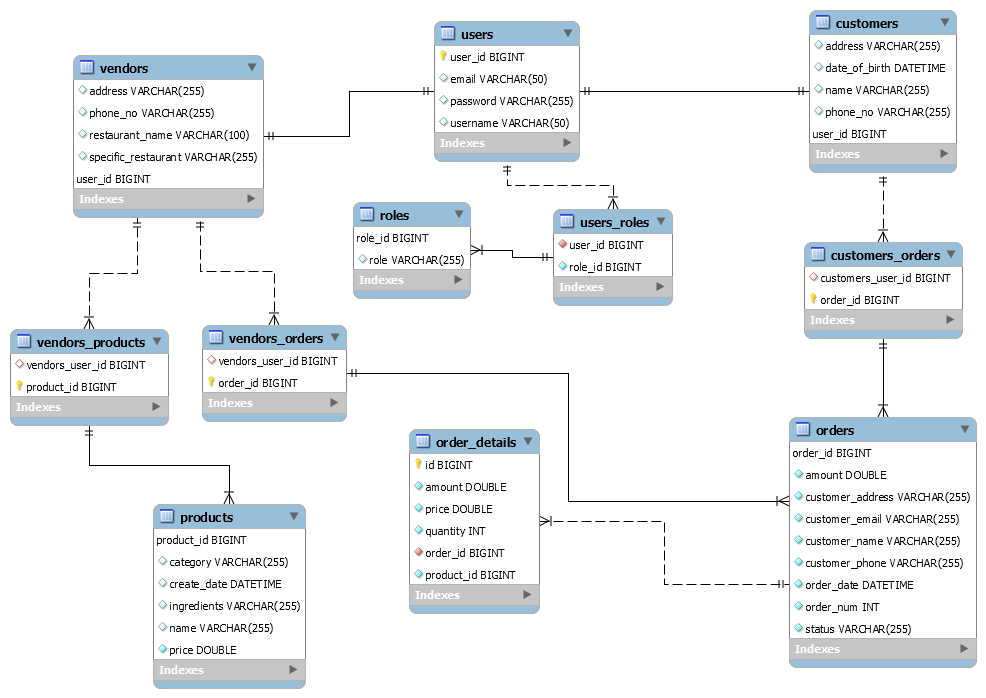 vendors
address VARCHAR(255)
phone_no VARCHAR(255)
restaurant_name VARCHAR(100)
specific_restaurant VARCHAR(255)
user_id BIGINT
Indexes
users
user_id BIGINT
email VARCHAR(50)
password VARCHAR(255)
username VARCHAR(50)
Indexes
customers
address VARCHAR(255)
date_of_birth DATETIME
name VARCHAR(255)
phone_no VARCHAR(255)
user_id BIGINT
Indexes
roles
role_id BIGINT
role VARCHAR(255)
Indexes
users_roles
user_id BIGINT
role_id BIGINT
Indexes
customers_orders
customers_user_id BIGINT
order_id BIGINT
Indexes
vendors_products
vendors_user_id BIGINT
product_id BIGINT
Indexes
vendors_orders
vendors_user_id BIGINT
order_id BIGINT
Indexes
order_details
id BIGINT
amount DOUBLE
price DOUBLE
quantity INT
order_id BIGINT
product_id BIGINT
Indexes
orders
order_id BIGINT
amount DOUBLE
customer_address VARCHAR(255)
customer_email VARCHAR(255)
customer_name VARCHAR(255)
customer_phone VARCHAR(255)
order_date DATETIME
order_num INT
status VARCHAR(255)
Indexes
products
product_id BIGINT
category VARCHAR(255)
create_date DATETIME
ingredients VARCHAR(255)
name VARCHAR(255)
price DOUBLE
Indexes